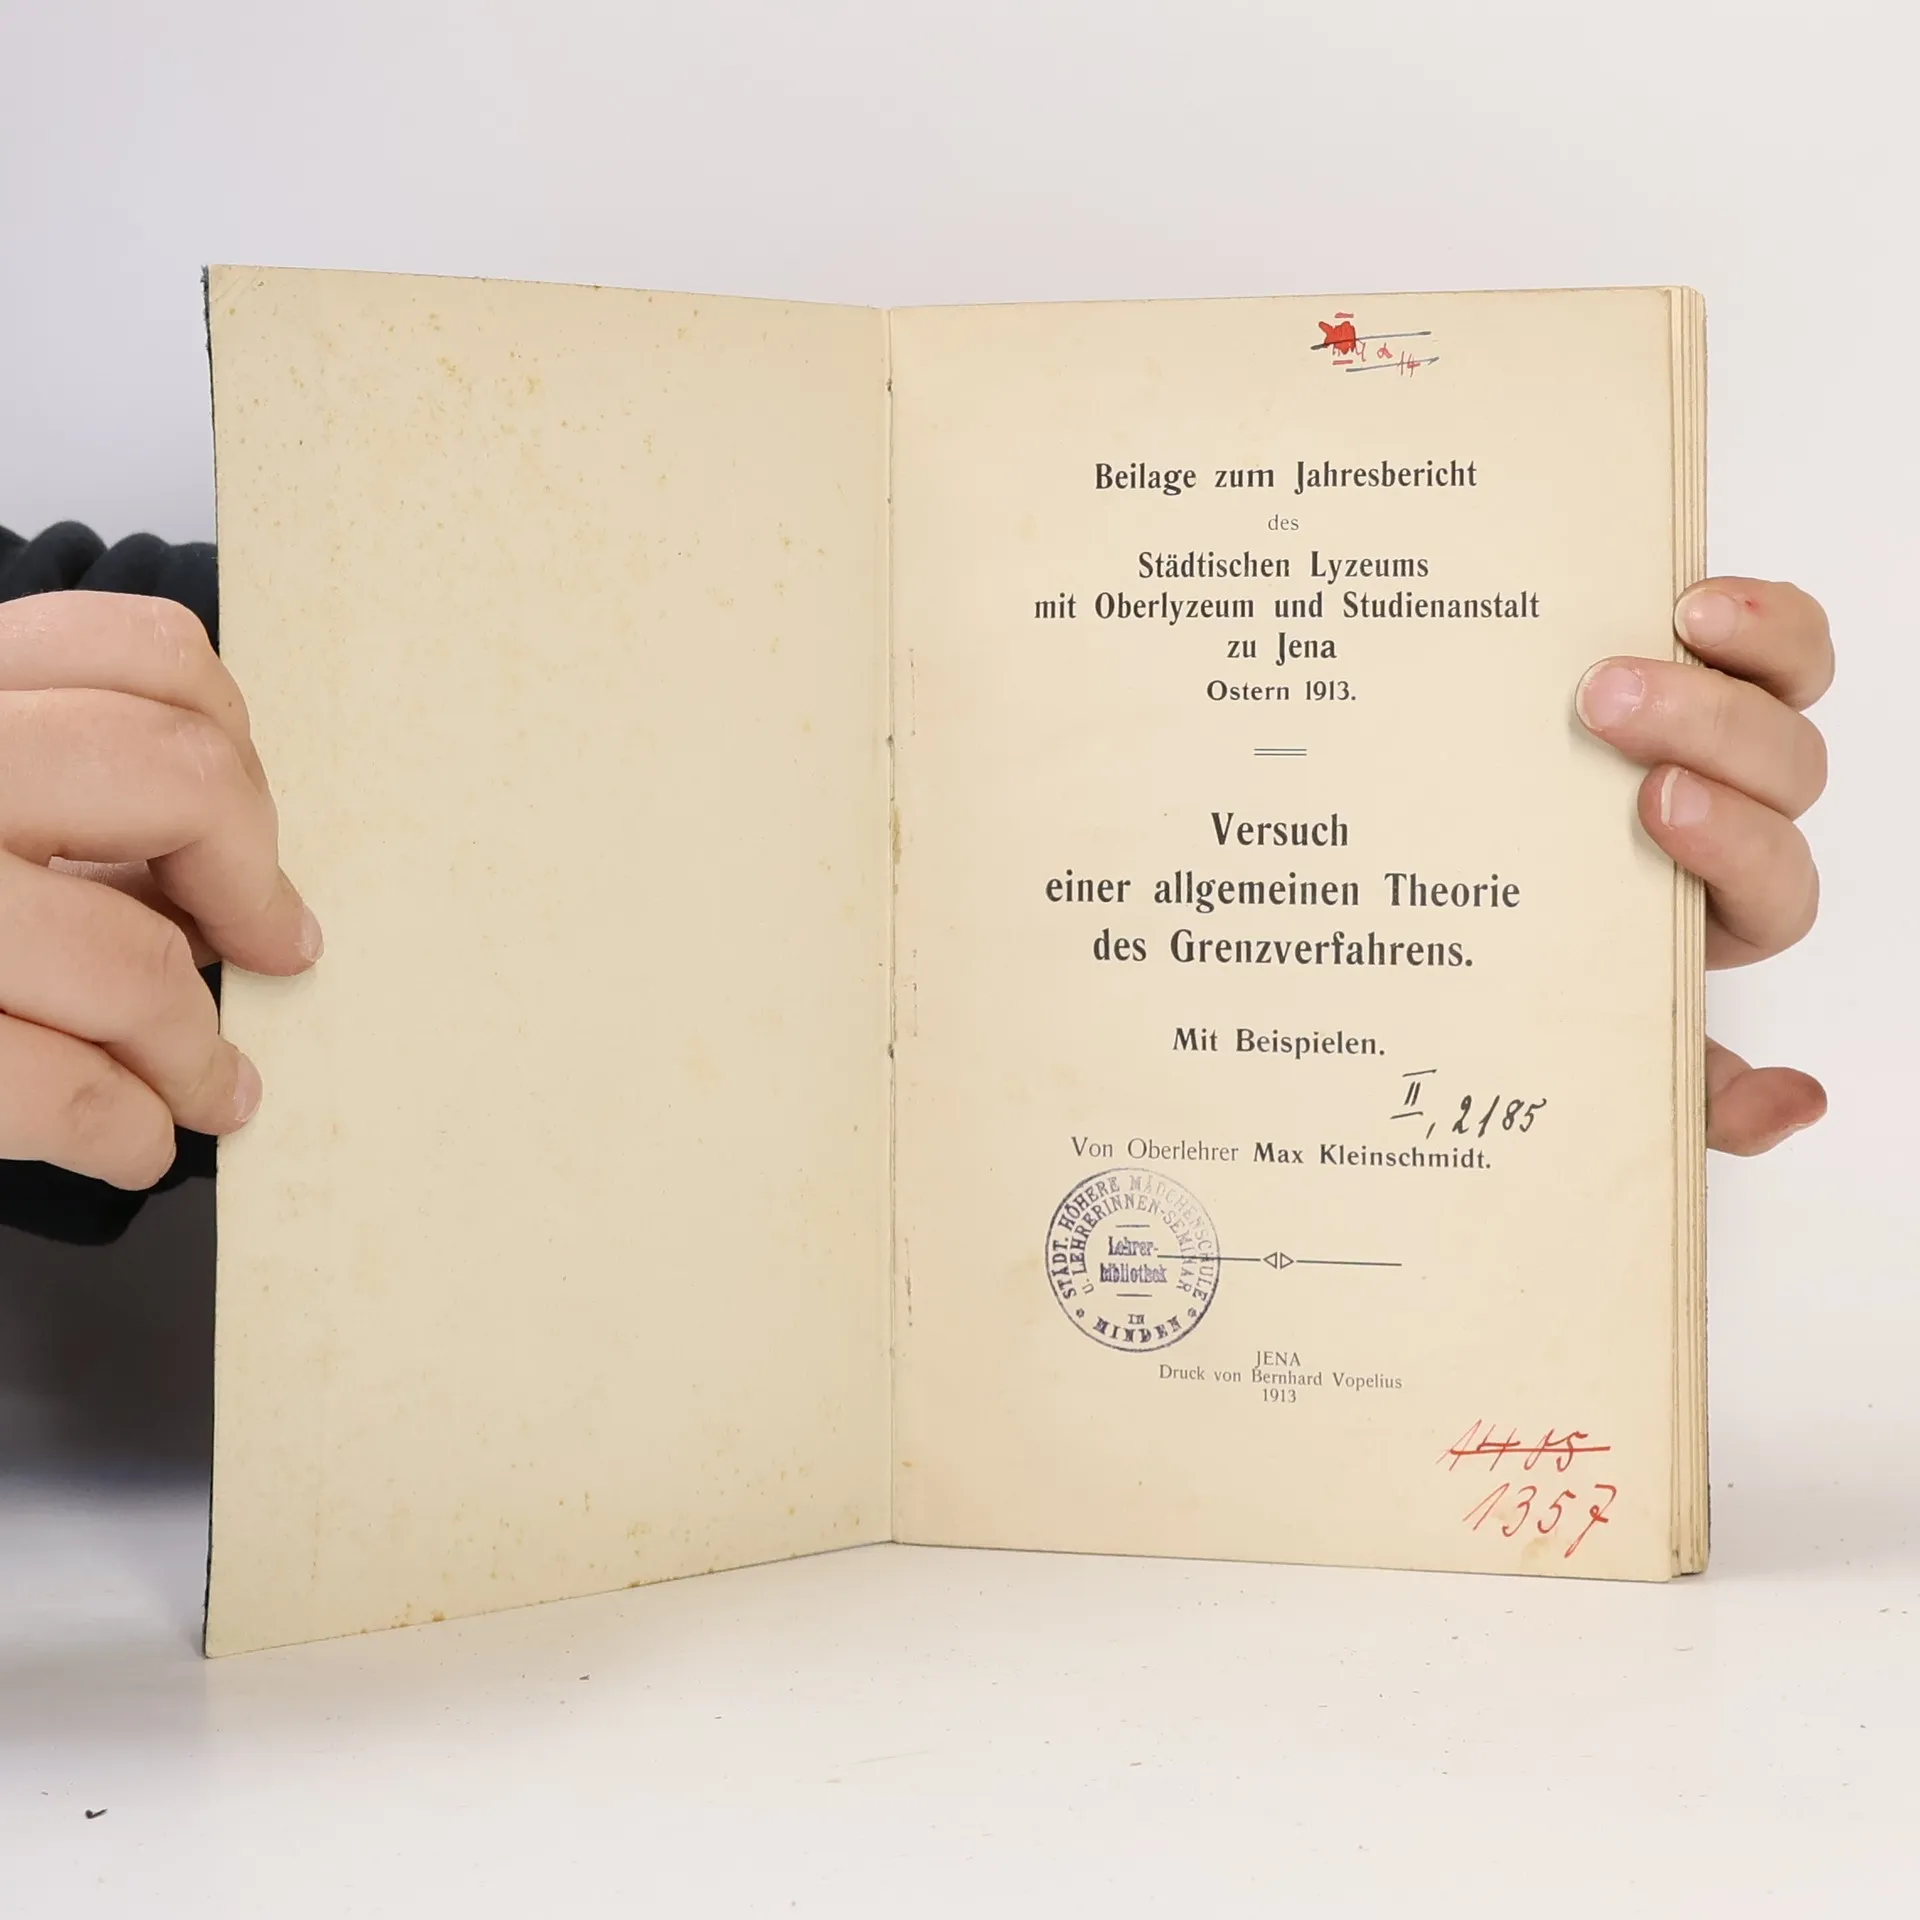 Beilage zum Jahresbericht
des
Städtischen Lyzeums
mit Oberlyzeum und Studienanstalt
zu Jena
Ostern 1913.
Versuch
einer allgemeinen Theorie
des Grenzverfahrens.
Mit Beispielen.
II, 2185
Von Oberlehrer Max Kleinschmidt.
STÄDT. HÖHERE MÄDCHENSCHULE
U. LEHRERINNEN-SEMINAR
Lehrer-
bibliothek
IN
MINDEN
JENA
Druck von Bernhard Vopelius
1913
1357